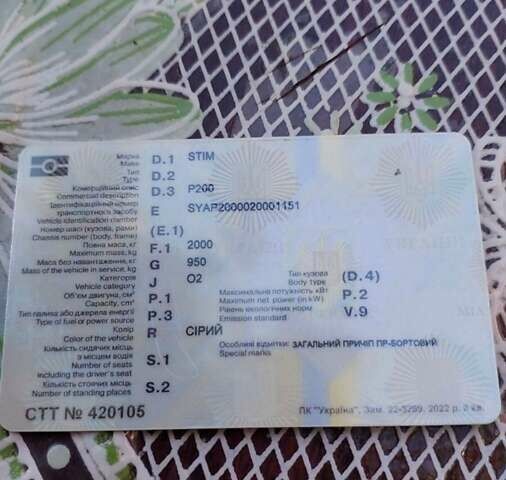 Марка D.1 STIM
Make
Тип D.2
Type
Комерційний опис D.3 P200
Commercial description
Ідентифікаційний номер
транспортного засобу E SYAP2000020001151
Vehicle identification number
Номер шасі (кузова, рами) (E.1)
Chassis number (body, frame)
Повна маса, кг F.1 2000
Maximum mass, kg
Маса без навантаження, кг G 950
Mass of the vehicle in service, kg
Категорія J O2
Vehicle category
Об'єм двигуна, см³ P.1
Capacity, cm³
Тип палива або джерела енергії P.3
Type of fuel or power source
Колір R СІРИЙ
Color of the vehicle
Кількість сидячих місць
з місцем водія S.1
Number of seats
including the driver's seat
Кількість стоячих місць S.2
Number of standing places
Тип кузова (D.4)
Body type
Максимальна потужність кВт P.2
Maximum net. power (in kW)
Рівень екологічних норм V.9
Emission standard
Особливі відмітки: ЗАГАЛЬНИЙ ПРИЧІП ПР-БОРТОВИЙ
Special marks
СТТ № 420105
ПК "Україна", Зам. 22-5299. 2022 р. II кв.